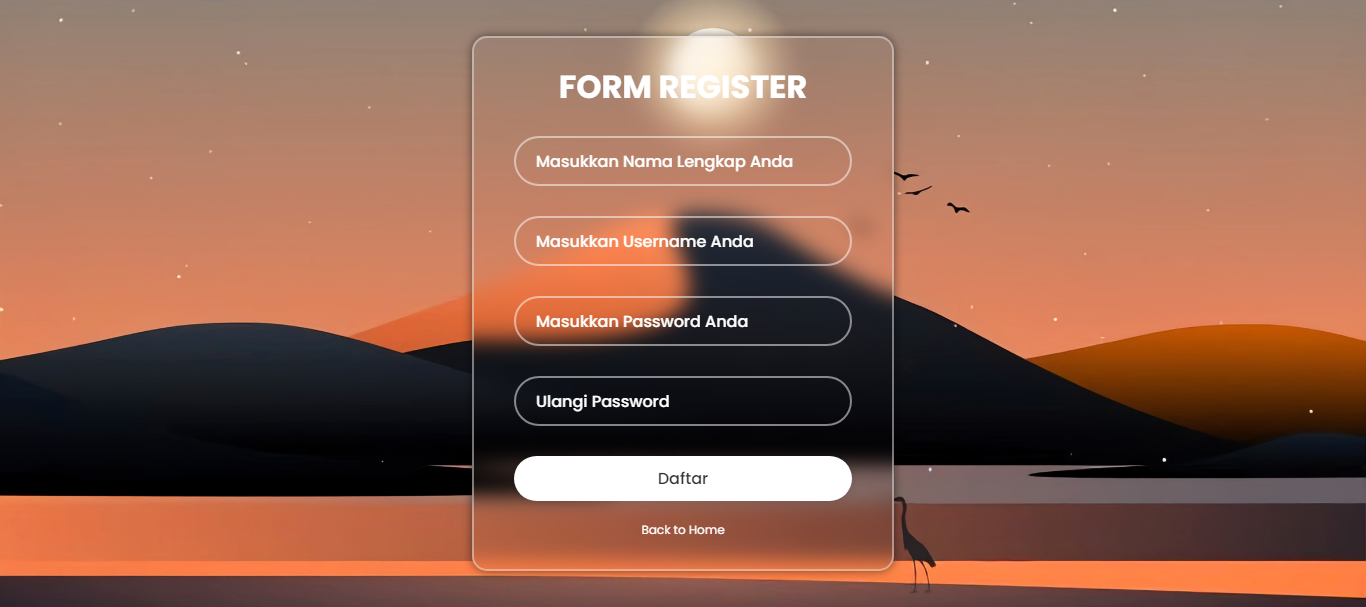 FORM REGISTER
Masukkan Nama Lengkap Anda
Masukkan Username Anda
Masukkan Password Anda
Ulangi Password
Daftar
Back to Home